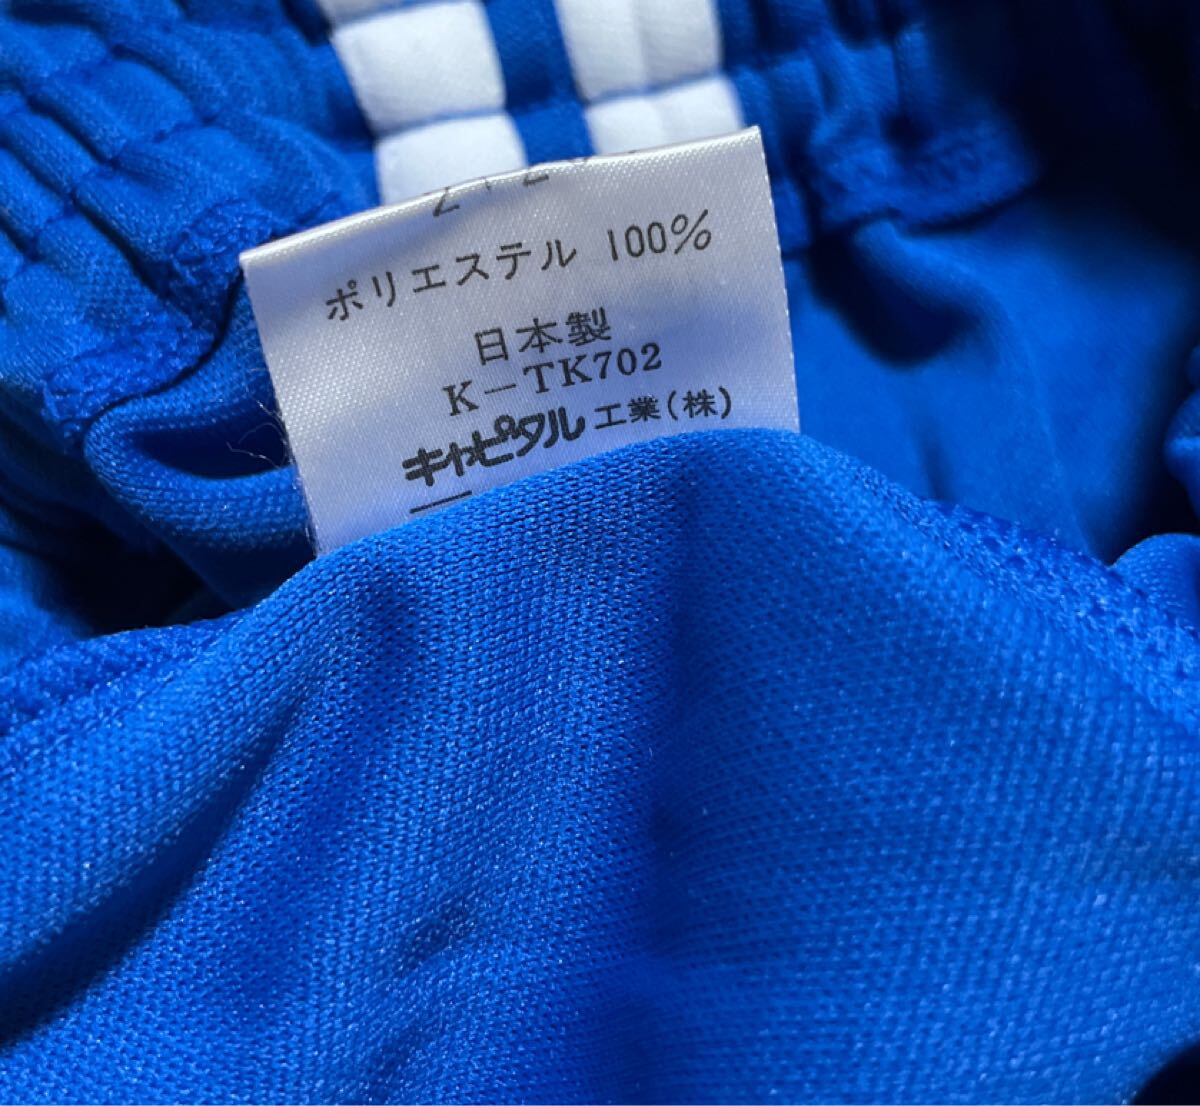 ポリエステル 100%
日本製
K-TK702
キャピタル工業(株)